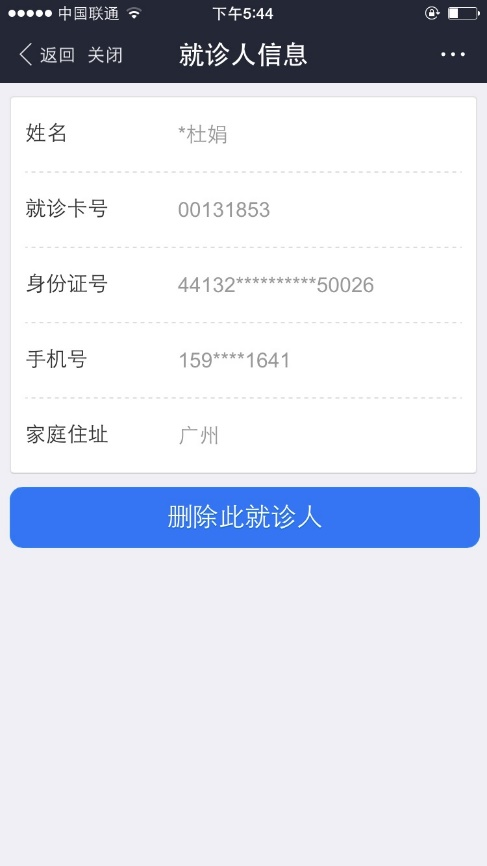 中国联通 下午5:44
返回 关闭 就诊人信息
姓名 *杜娟
就诊卡号 00131853
身份证号 44132**********50026
手机号 159****1641
家庭住址 广州
删除此就诊人